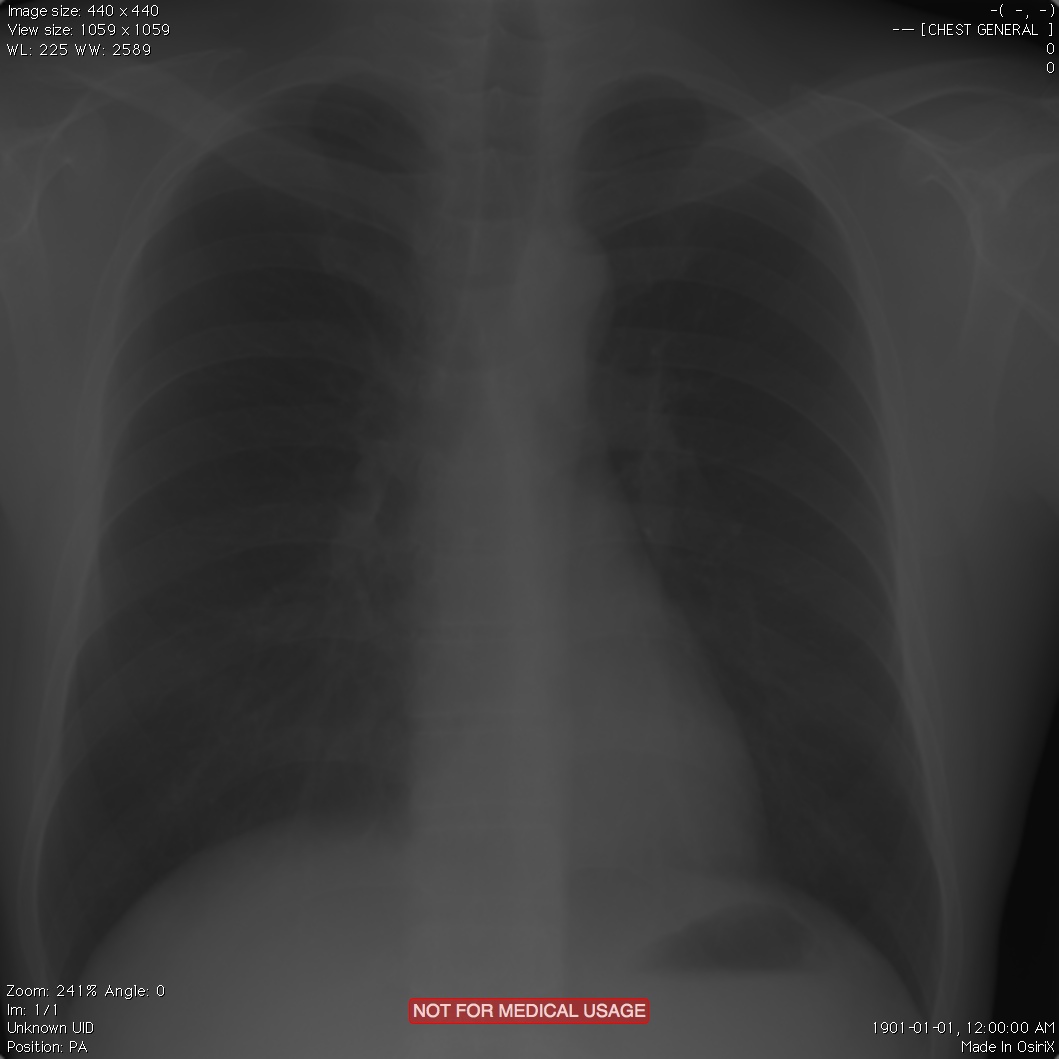 Image size: 440 x 440
View size: 1059 x 1059
WL: 225 WW: 2589
-( -, -)
-- [CHEST GENERAL ]
0
0
Zoom: 241% Angle: 0
Im: 1/1
Unknown UID
Position: PA
NOT FOR MEDICAL USAGE
1901-01-01, 12:00:00 AM
Made In OsiriX